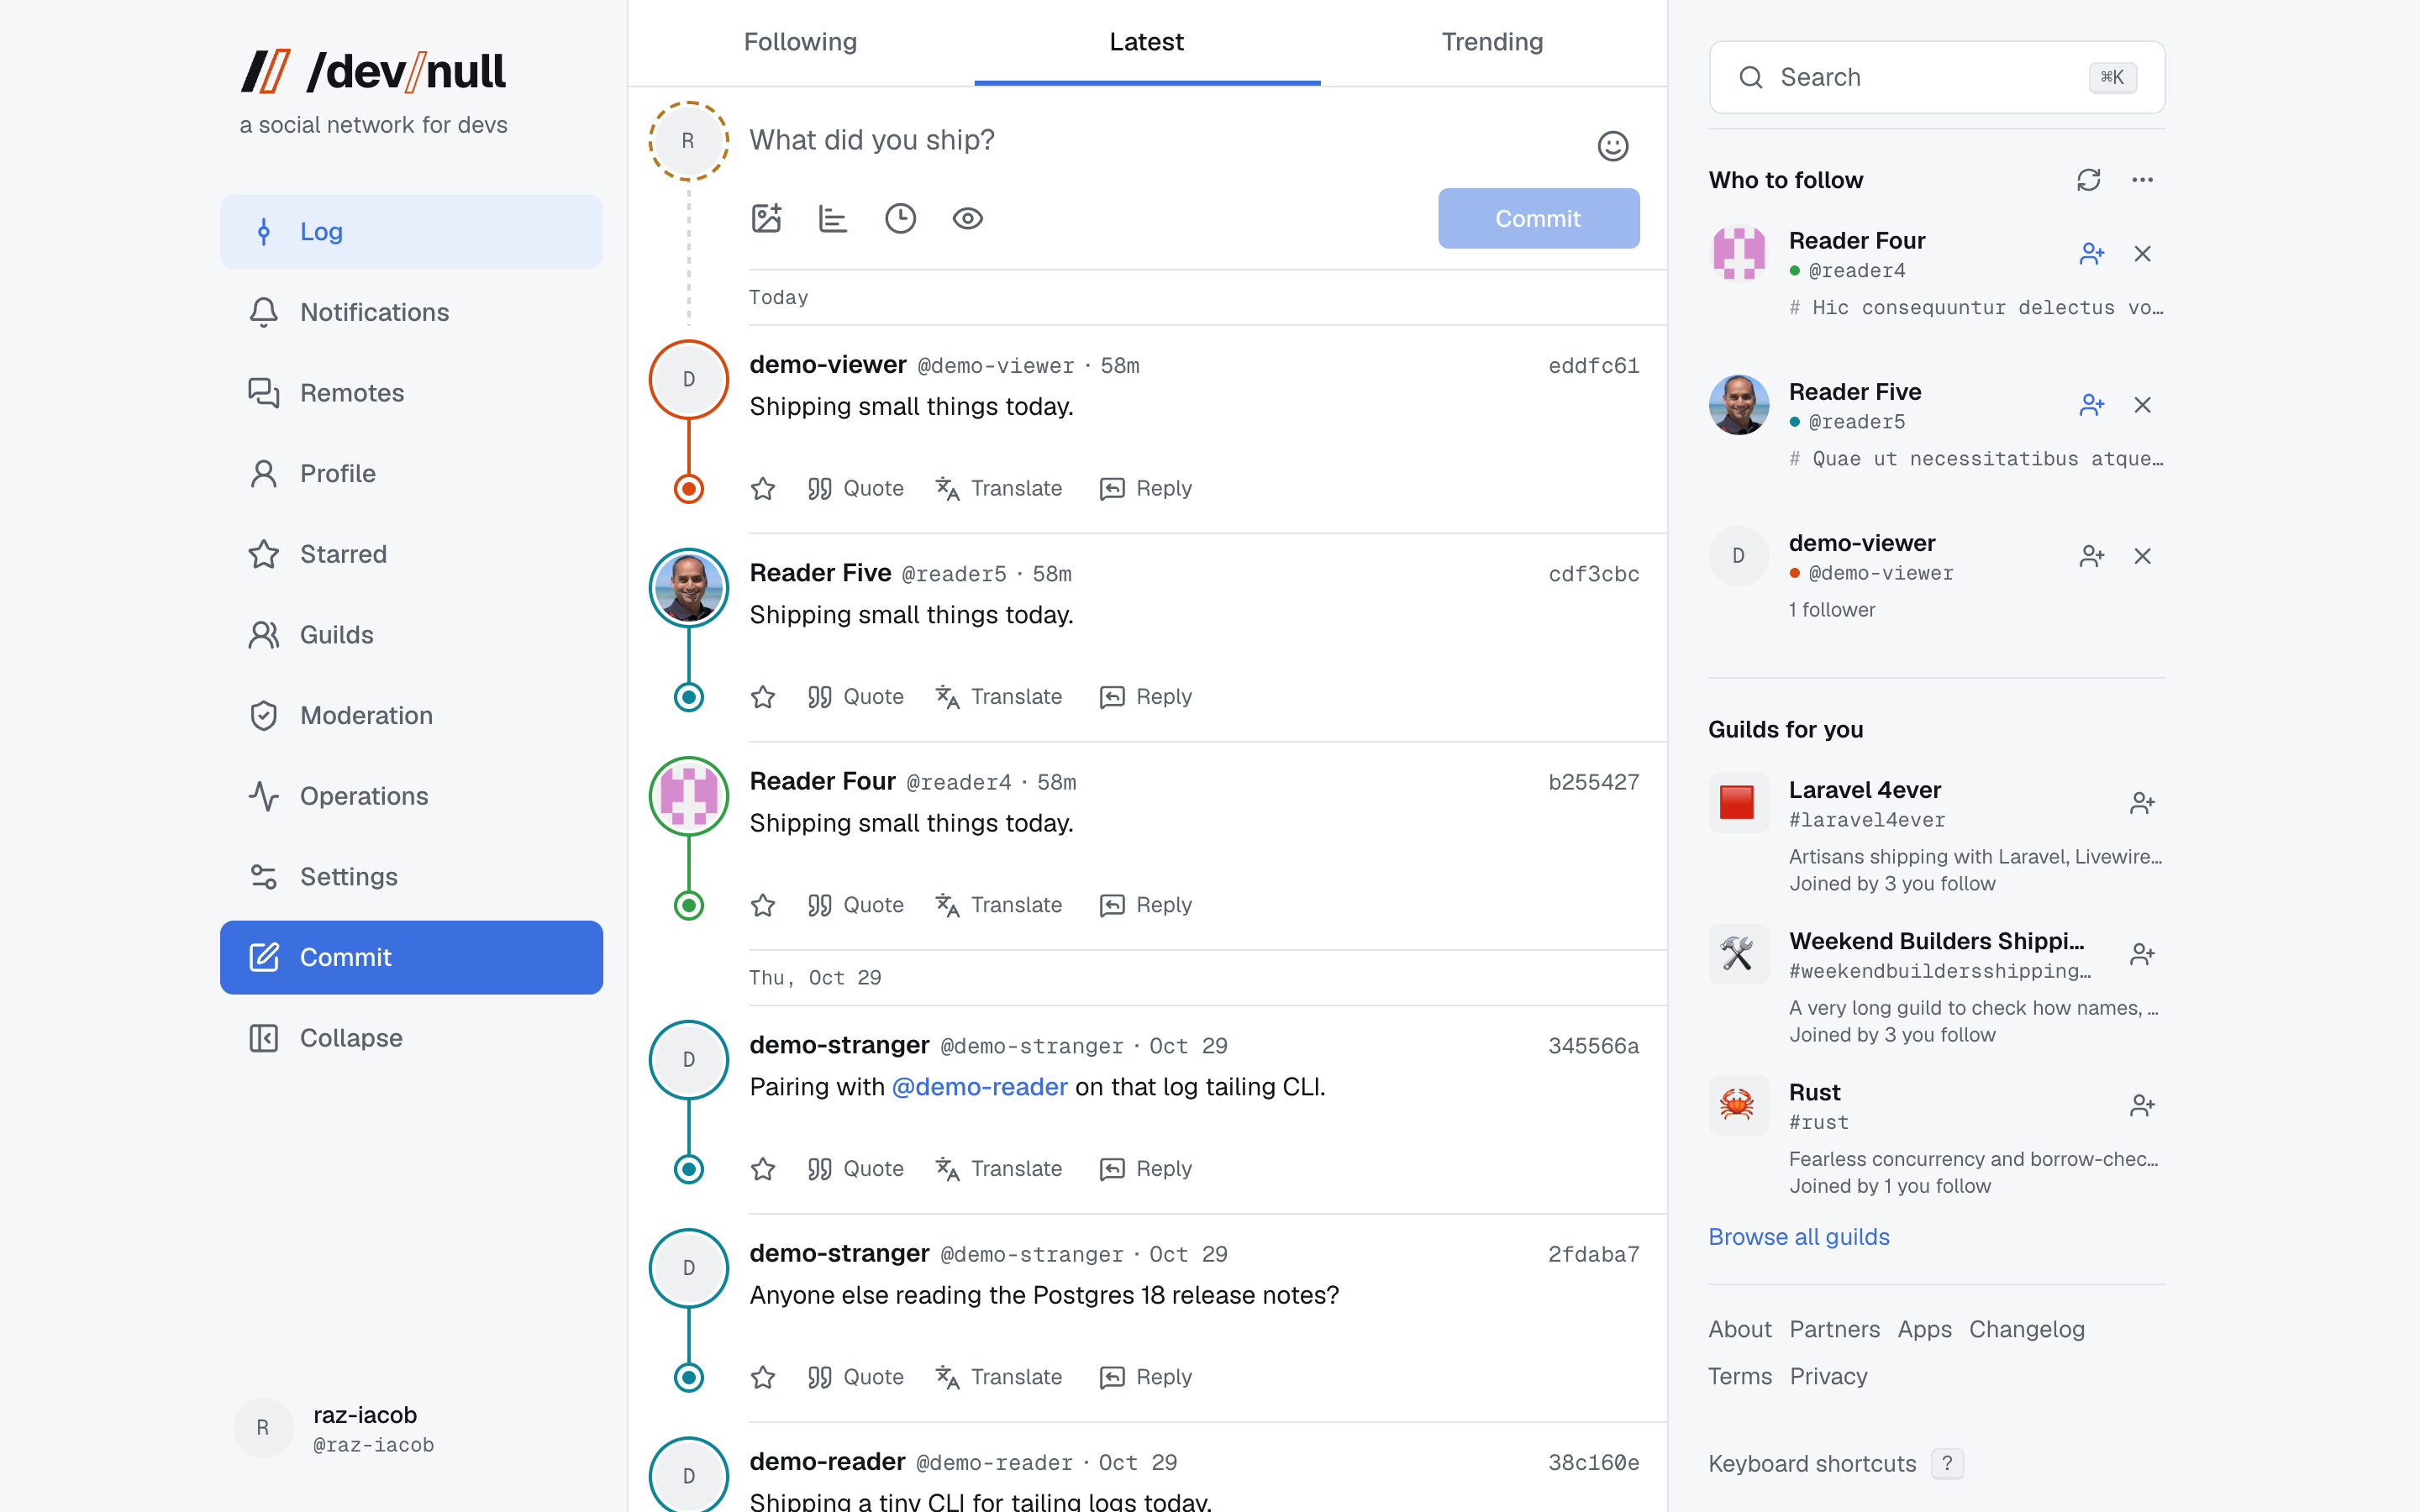 /dev/null
a social network for devs
Log
Notifications
Remotes
Profile
Starred
Guilds
Moderation
Operations
Settings
Commit
Collapse
R
raz-iacob
@raz-iacob
Following
Latest
Trending
R
What did you ship?
Commit
Today
D
demo-viewer @demo-viewer · 58m
eddfc61
Shipping small things today.
Quote
Translate
Reply
Reader Five @reader5 · 58m
cdf3cbc
Shipping small things today.
Quote
Translate
Reply
Reader Four @reader4 · 58m
b255427
Shipping small things today.
Quote
Translate
Reply
Thu, Oct 29
D
demo-stranger @demo-stranger · Oct 29
345566a
Pairing with @demo-reader on that log tailing CLI.
Quote
Translate
Reply
D
demo-stranger @demo-stranger · Oct 29
2fdaba7
Anyone else reading the Postgres 18 release notes?
Quote
Translate
Reply
D
demo-reader @demo-reader · Oct 29
38c160e
Shipping a tiny CLI for tailing logs today.
Search
⌘K
Who to follow
Reader Four
@reader4
# Hic consequuntur delectus vo…
Reader Five
@reader5
# Quae ut necessitatibus atque…
D
demo-viewer
@demo-viewer
1 follower
Guilds for you
Laravel 4ever
#laravel4ever
Artisans shipping with Laravel, Livewire…
Joined by 3 you follow
Weekend Builders Shippi…
#weekendbuildersshipping…
A very long guild to check how names, …
Joined by 3 you follow
Rust
#rust
Fearless concurrency and borrow-chec…
Joined by 1 you follow
Browse all guilds
About Partners Apps Changelog
Terms Privacy
Keyboard shortcuts ?